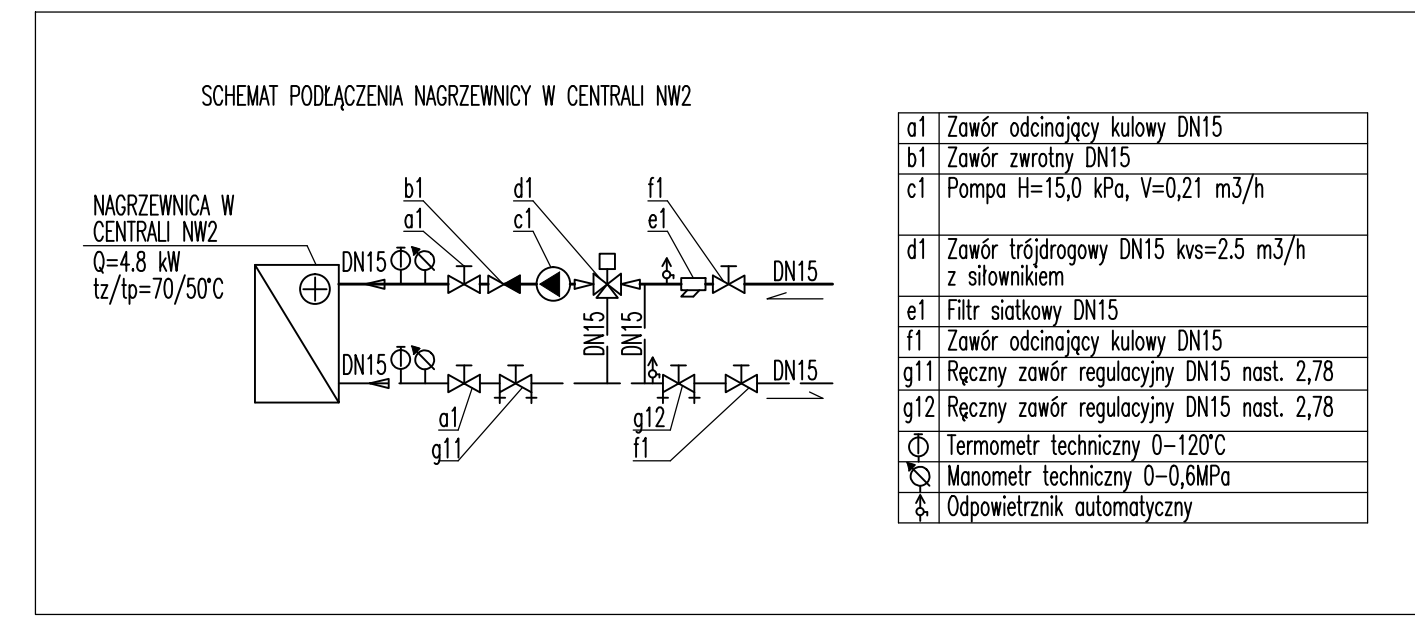 SCHEMAT PODŁĄCZENIA NAGRZEWNICY W CENTRALI NW2
NAGRZEWNICA W
CENTRALI NW2
Q=4.8 kW
tz/tp=70/50°C
b1
a1
d1
c1
f1
e1
DN15
DN15
DN15
DN15
DN15
DN15
a1
g11
g12
f1
a1 Zawór odcinający kulowy DN15
b1 Zawór zwrotny DN15
c1 Pompa H=15,0 kPa, V=0,21 m3/h
d1 Zawór trójdrogowy DN15 kvs=2.5 m3/h
z siłownikiem
e1 Filtr siatkowy DN15
f1 Zawór odcinający kulowy DN15
g11 Ręczny zawór regulacyjny DN15 nast. 2,78
g12 Ręczny zawór regulacyjny DN15 nast. 2,78
Termometr techniczny 0-120°C
Manometr techniczny 0-0,6MPa
Odpowietrznik automatyczny